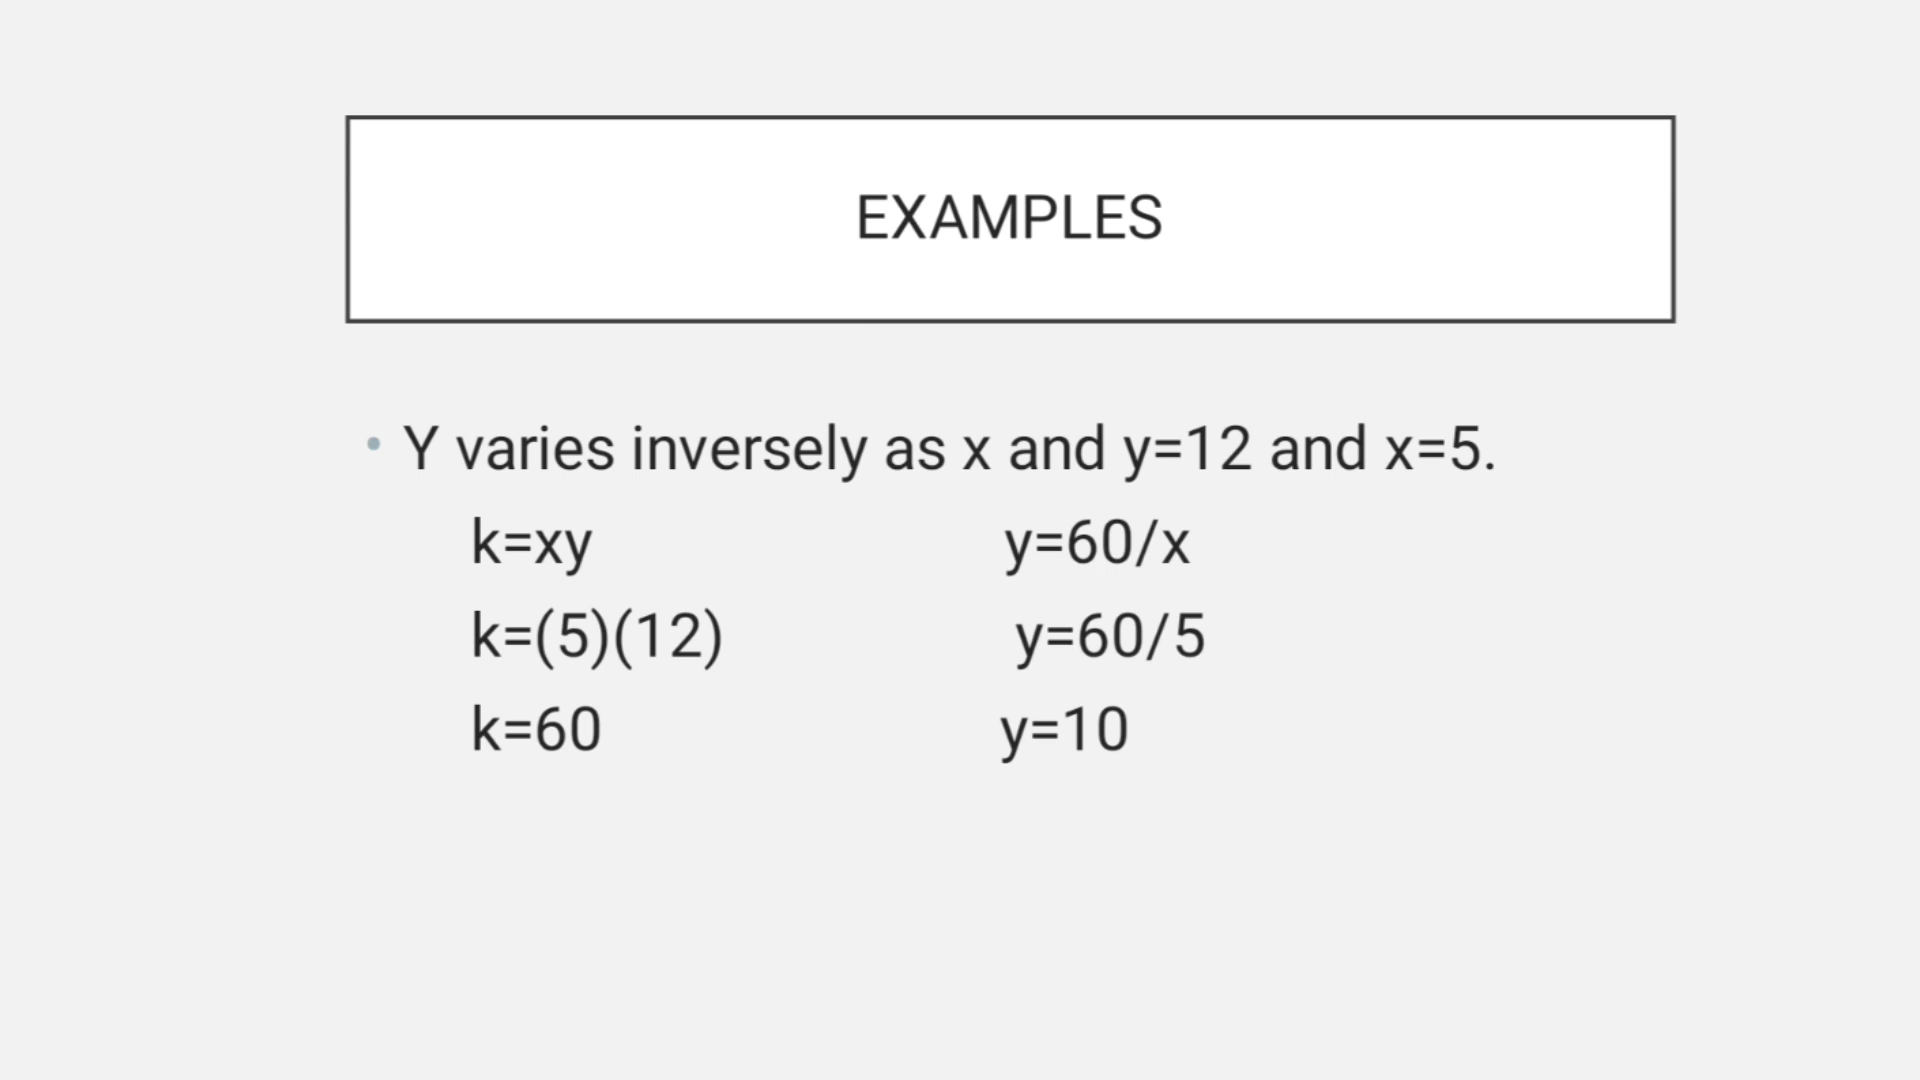 EXAMPLES
• Y varies inversely as x and y=12 and x=5.
k=xy y=60/x
k=(5)(12) y=60/5
k=60 y=10